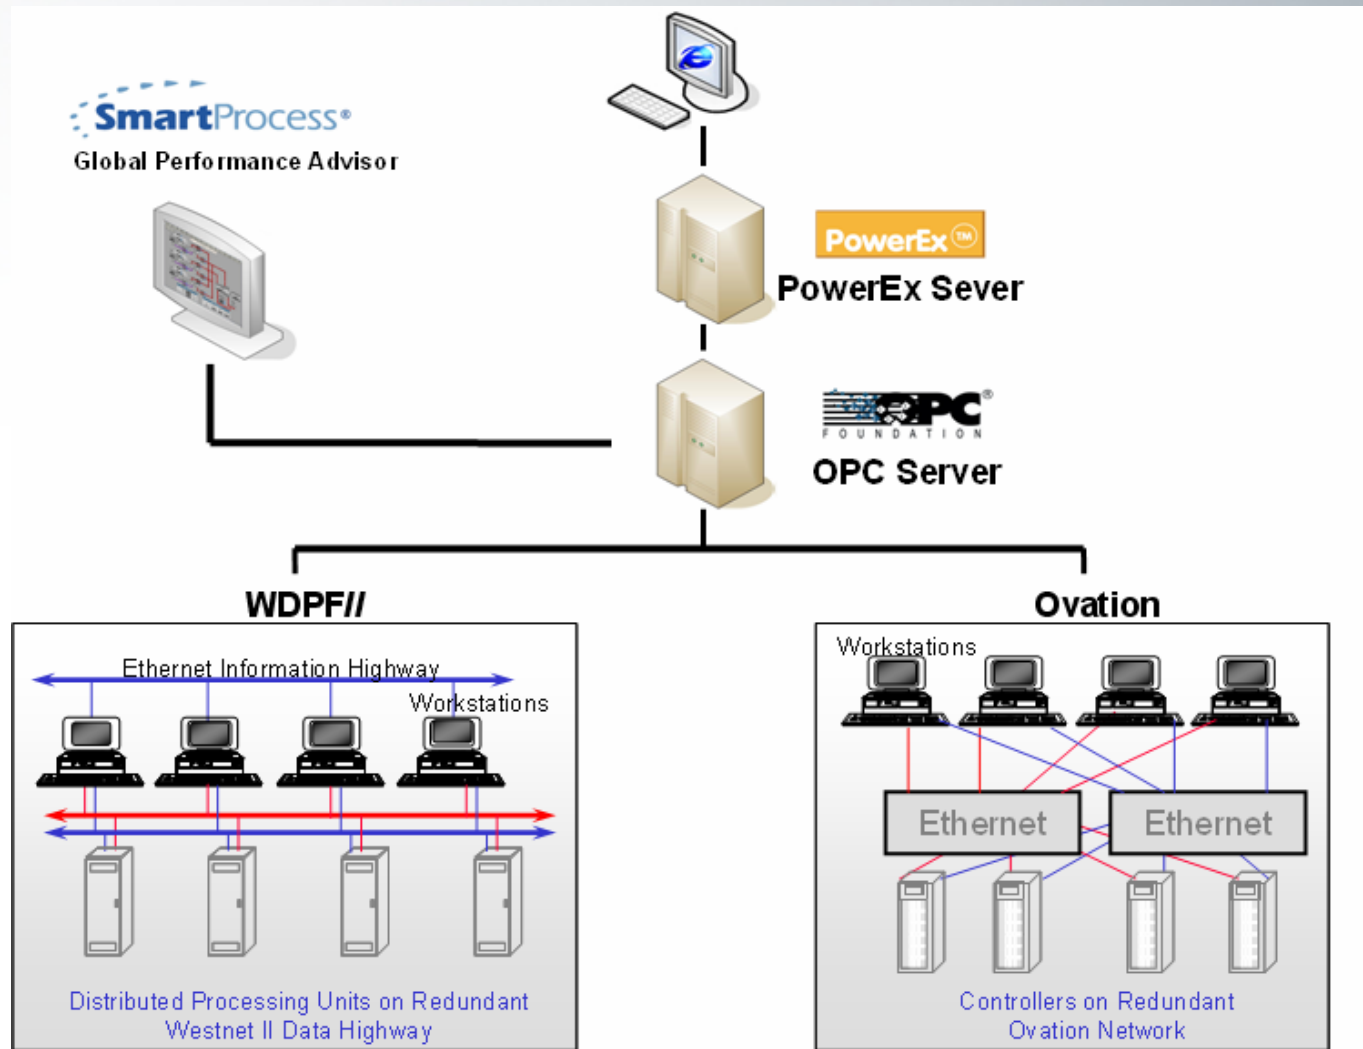 SmartProcess®
Global Performance Advisor
PowerEx™
PowerEx Sever
OPC®
FOUNDATION
OPC Server
WDPFII
Ovation
Ethernet Information Highway
Workstations
Distributed Processing Units on Redundant
Westnet II Data Highway
Workstations
Ethernet
Ethernet
Controllers on Redundant
Ovation Network